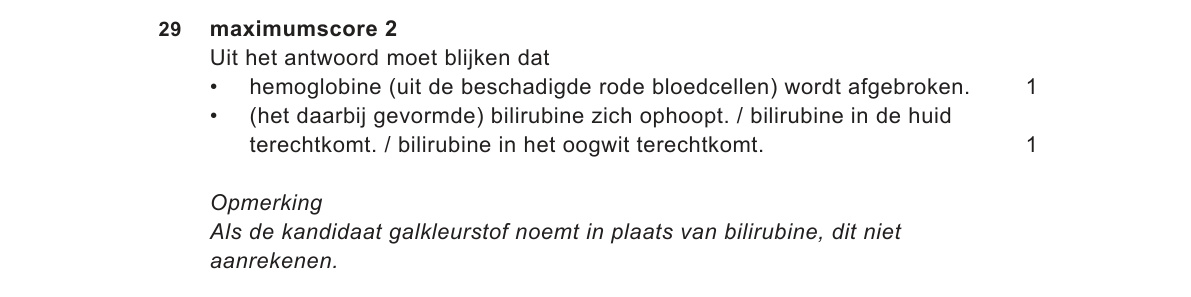 29 maximumscore 2
Uit het antwoord moet blijken dat
• hemoglobine (uit de beschadigde rode bloedcellen) wordt afgebroken. 1
• (het daarbij gevormde) bilirubine zich ophoopt. / bilirubine in de huid
terechtkomt. / bilirubine in het oogwit terechtkomt. 1
Opmerking
Als de kandidaat galkleurstof noemt in plaats van bilirubine, dit niet
aanrekenen.